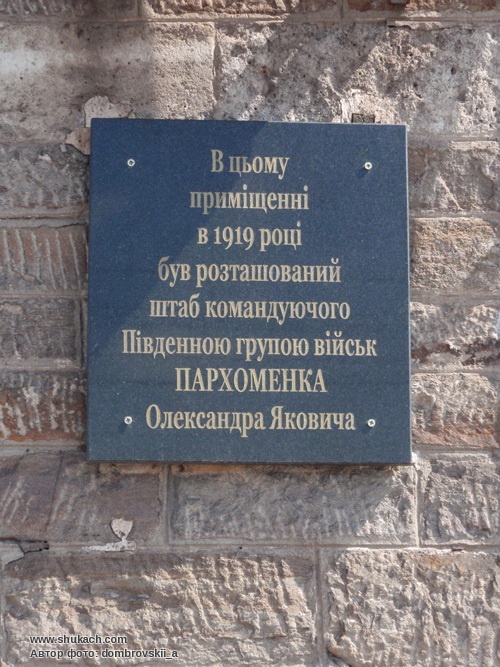 В цьому
приміщенні
в 1919 році
був розташований
штаб командуючого
Південною групою військ
ПАРХОМЕНКА
Олександра Яковича
www.shukach.com
Автор фото: dombrovskii_a